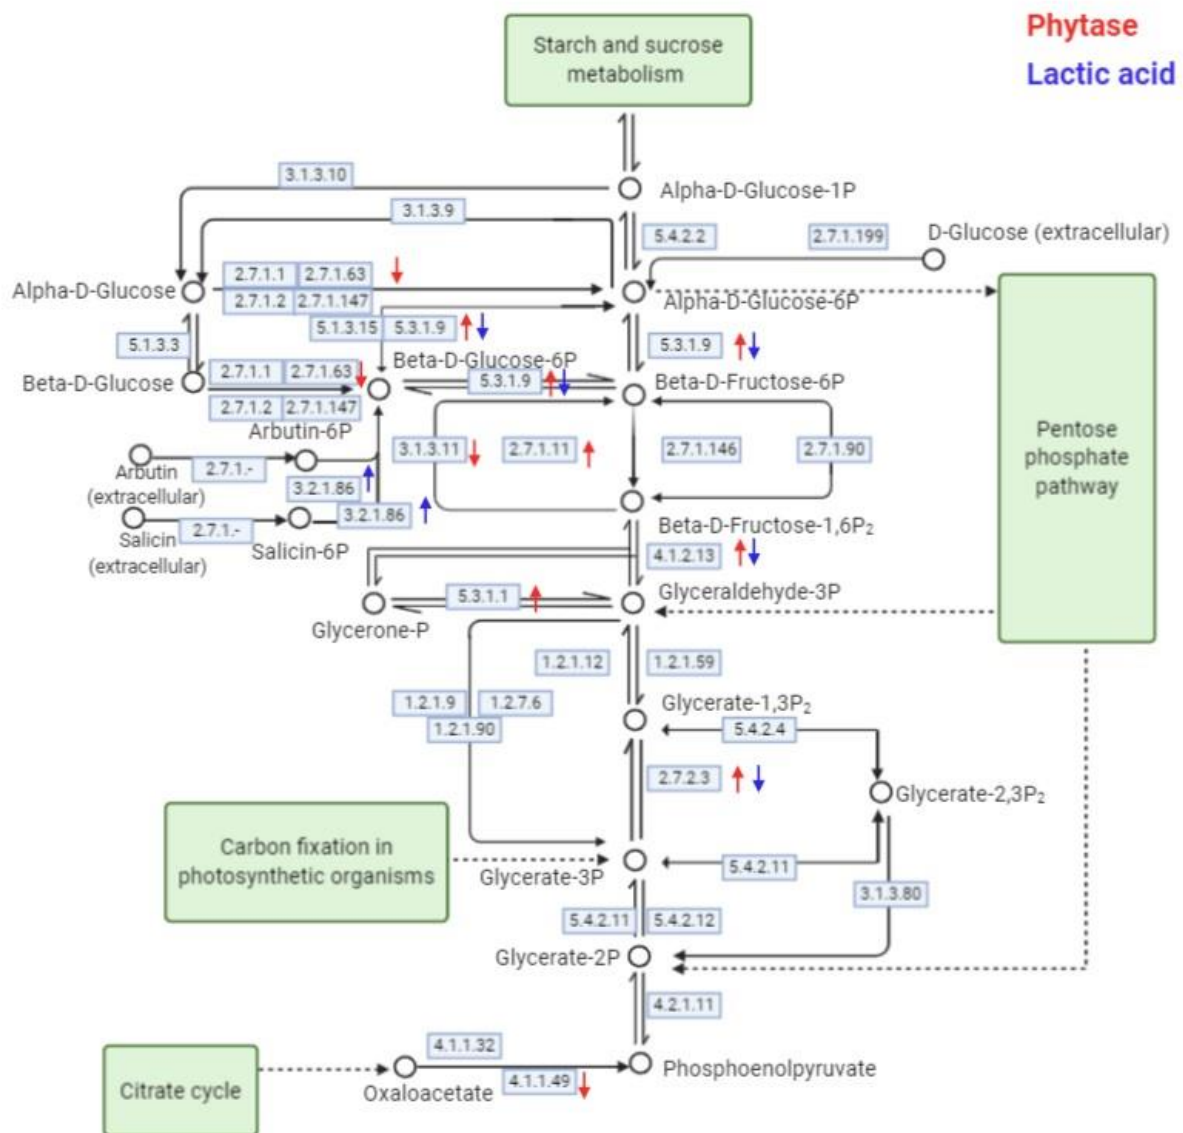 Phytase
Lactic acid
Starch and sucrose
metabolism
3.1.3.10
Alpha-D-Glucose-1P
3.1.3.9
5.4.2.2
2.7.1.199
D-Glucose (extracellular)
2.7.1.1
2.7.1.63
Alpha-D-Glucose
2.7.1.2
2.7.1.147
Alpha-D-Glucose-6P
5.1.3.15
5.3.1.9
5.1.3.3
5.3.1.9
Beta-D-Glucose-6P
2.7.1.1
2.7.1.63
5.3.1.9
Beta-D-Glucose
Beta-D-Fructose-6P
2.7.1.2
2.7.1.147
Arbutin-6P
3.1.3.11
2.7.1.11
2.7.1.146
2.7.1.90
Pentose
phosphate
pathway
Arbutin
(extracellular)
2.7.1.-
3.2.1.86
3.2.1.86
2.7.1.-
Salicin
(extracellular)
Salicin-6P
Beta-D-Fructose-1,6P₂
4.1.2.13
5.3.1.1
Glyceraldehyde-3P
Glycerone-P
1.2.1.12
1.2.1.59
1.2.1.9
1.2.7.6
1.2.1.90
Glycerate-1,3P₂
5.4.2.4
2.7.2.3
Glycerate-2,3P₂
Carbon fixation in
photosynthetic organisms
Glycerate-3P
5.4.2.11
3.1.3.80
5.4.2.11
5.4.2.12
Glycerate-2P
4.2.1.11
4.1.1.32
Citrate cycle
Oxaloacetate
4.1.1.49
Phosphoenolpyruvate